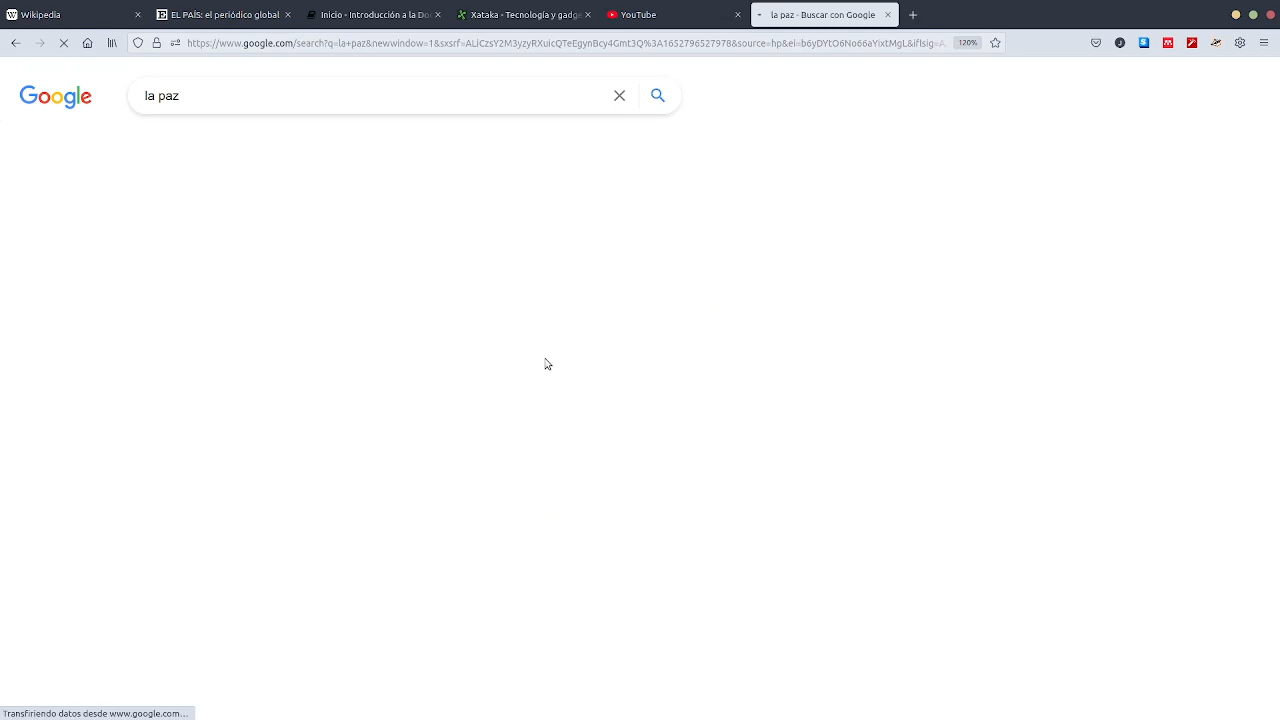 Wikipedia
EL PAÍS: el periódico global
Inicio - Introducción a la Doc
Xataka - Tecnología y gadge
YouTube
la paz - Buscar con Google
https://www.google.com/search?q=la+paz&newwindow=1&sxsrf=ALiCzsY2M3yzyRXuicQTeEgynBcy4Gmt3Q%3A1652796527978&source=hp&ei=b6yDYtO6No66aYixtMgL&iflsig=A
120%
Google
la paz
Transfiriendo datos desde www.google.com...